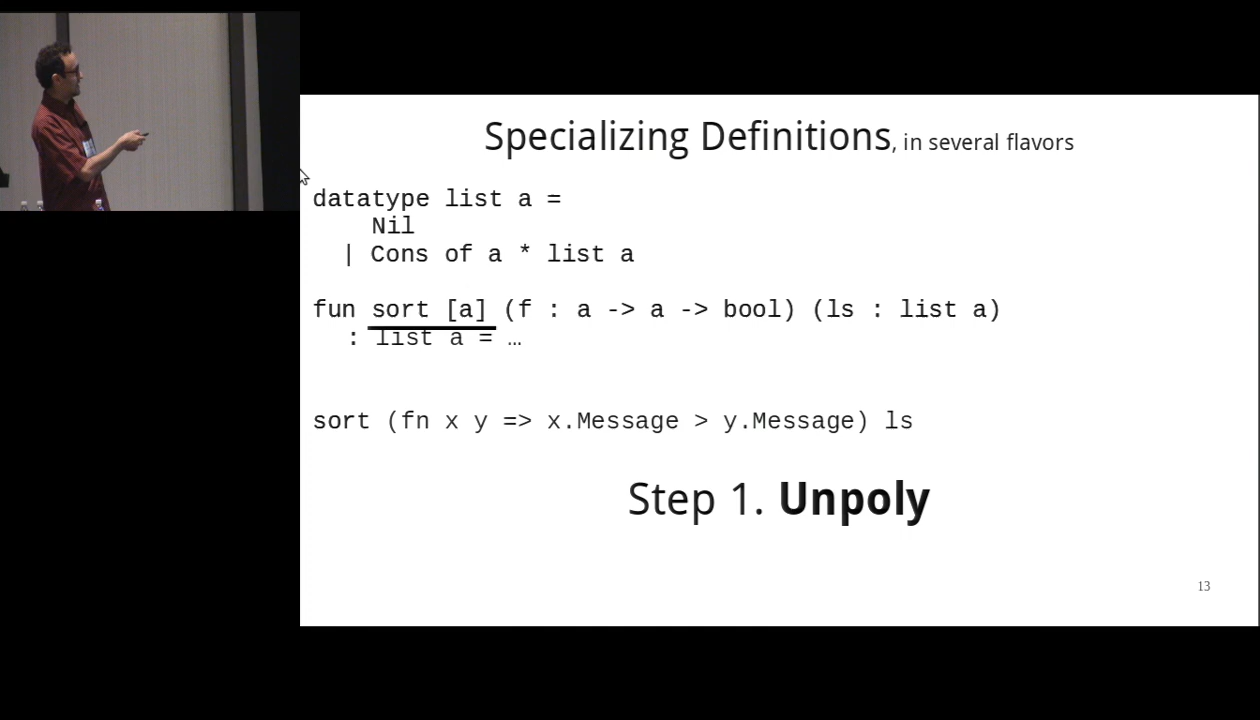 Specializing Definitions, in several flavors
datatype list a =
    Nil
  | Cons of a * list a
fun sort [a] (f : a -> a -> bool) (ls : list a)
  : list a = …
sort (fn x y => x.Message > y.Message) ls
Step 1. Unpoly
13